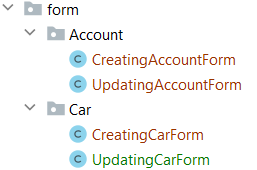 form
Account
C CreatingAccountForm
C UpdatingAccountForm
Car
C CreatingCarForm
C UpdatingCarForm